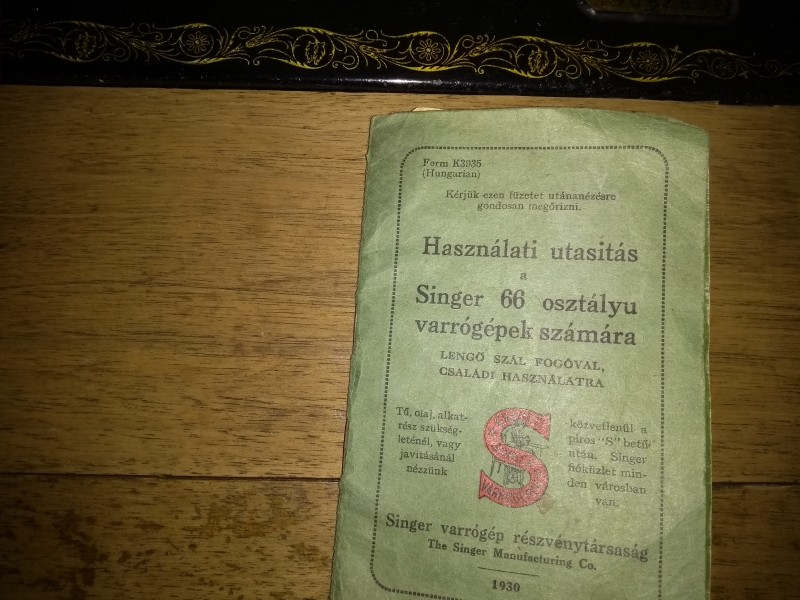 Form K3935
(Hungarian)
Kérjük ezen füzetet utánanézésre
gondosan megőrizni.
Használati utasitás
a
Singer 66 osztályu
varrógépek számára
LENGŐ SZÁL FOGÓVAL,
CSALÁDI HASZNÁLATRA
Tű, olaj, alkat-
rész szükség-
leténél, vagy
javitásánál
nézzünk
S
közvetlenül a
piros "S" betű
után. Singer
fióküzlet min-
den városban
van.
Singer varrógép részvénytársaság
The Singer Manufacturing Co.
1930